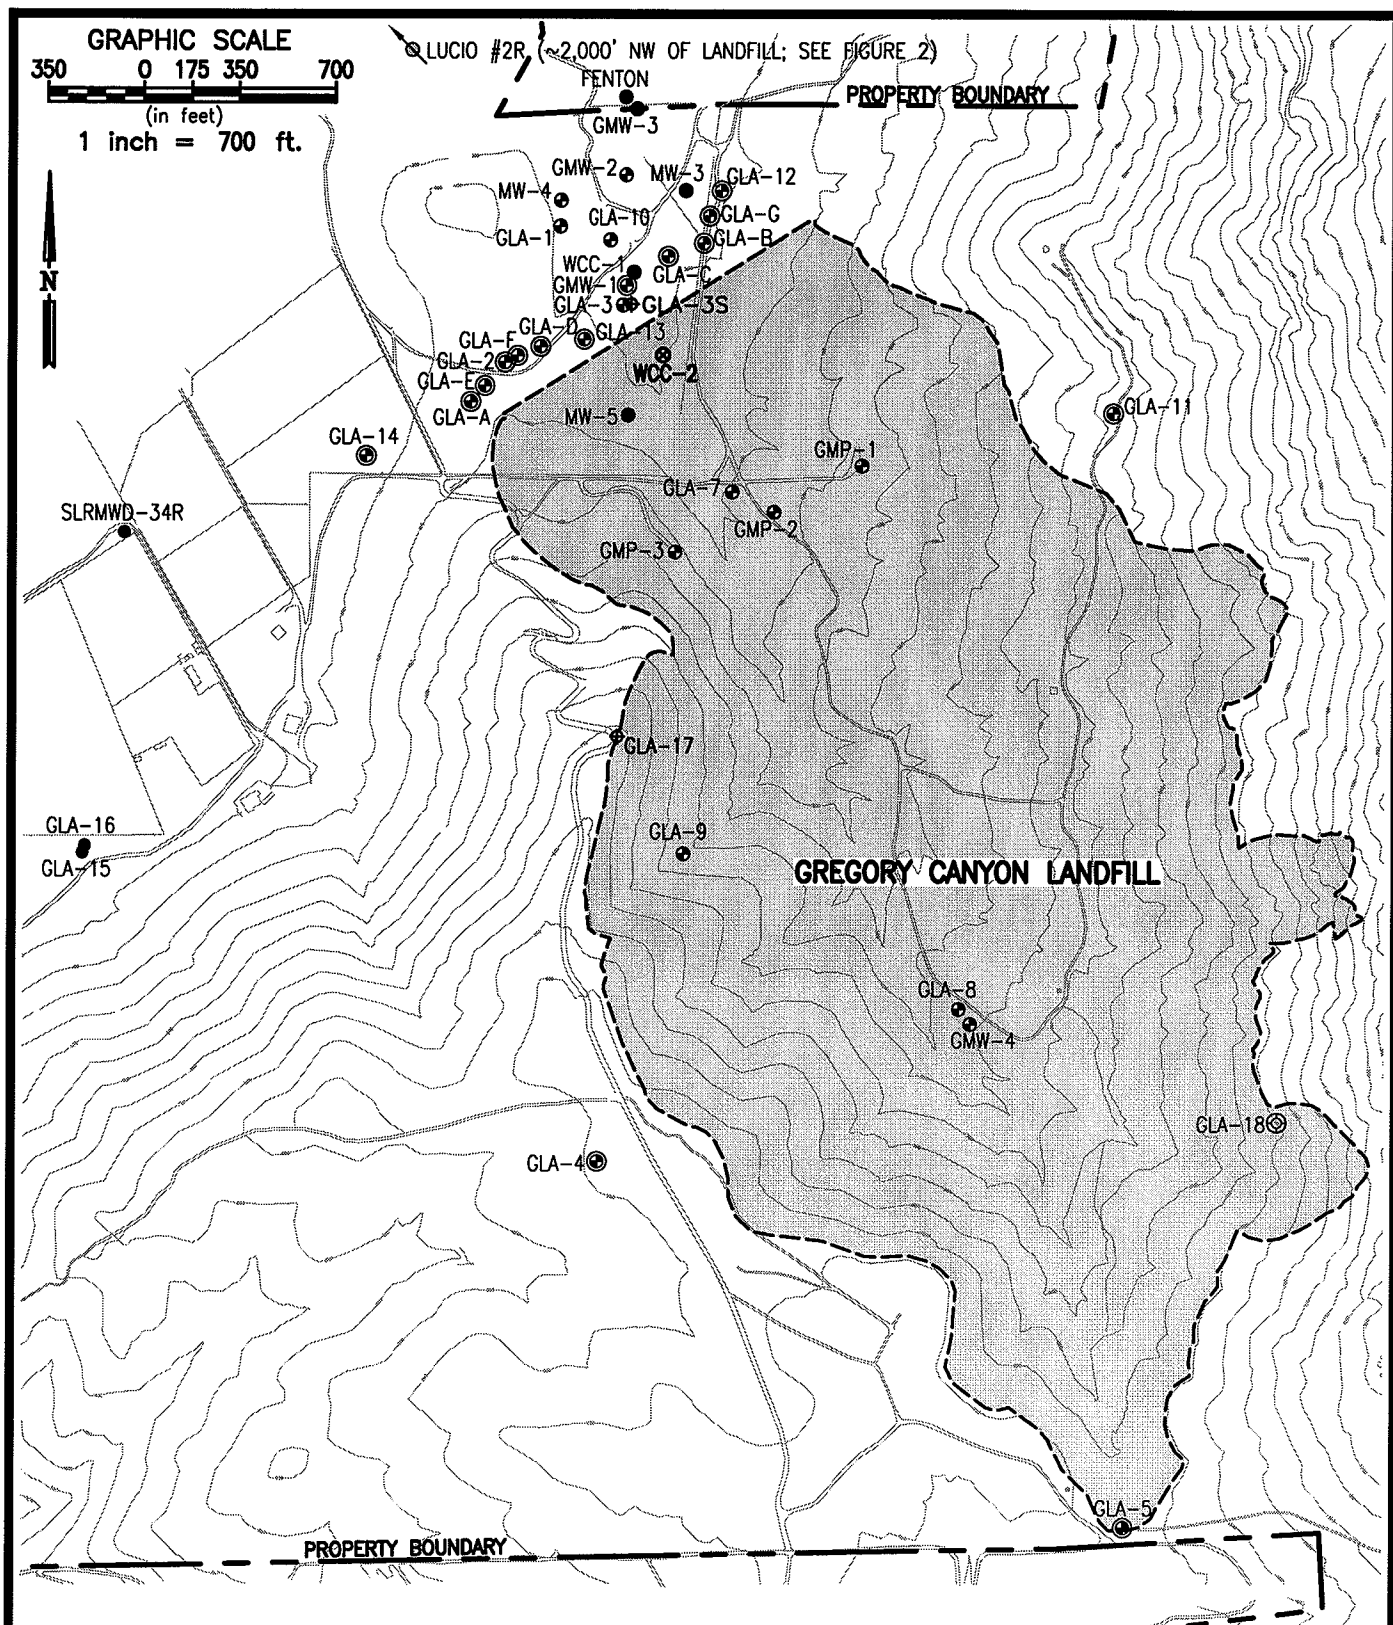 GRAPHIC SCALE
350 0 175 350 700
(in feet)
1 inch = 700 ft.
LUCIO #2R (~2,000' NW OF LANDFILL; SEE FIGURE 2)
FENTON
PROPERTY BOUNDARY
GMW-3
GMW-2
MW-3
GLA-12
MW-4
GLA-10
GLA-G
GLA-1
GLA-B
WCC-1
GLA-C
GMW-1
N
GLA-3
GLA-3S
GLA-D
GLA-13
GLA-F
GLA-2
WCC-2
GLA-E
GLA-A
MW-5
GLA-11
GLA-14
GMP-1
GLA-7
SLRMWD-34R
GMP-2
GMP-3
GLA-17
GLA-16
GLA-9
GLA-15
GREGORY CANYON LANDFILL
GLA-8
GMW-4
GLA-18
GLA-4
GLA-5
PROPERTY BOUNDARY